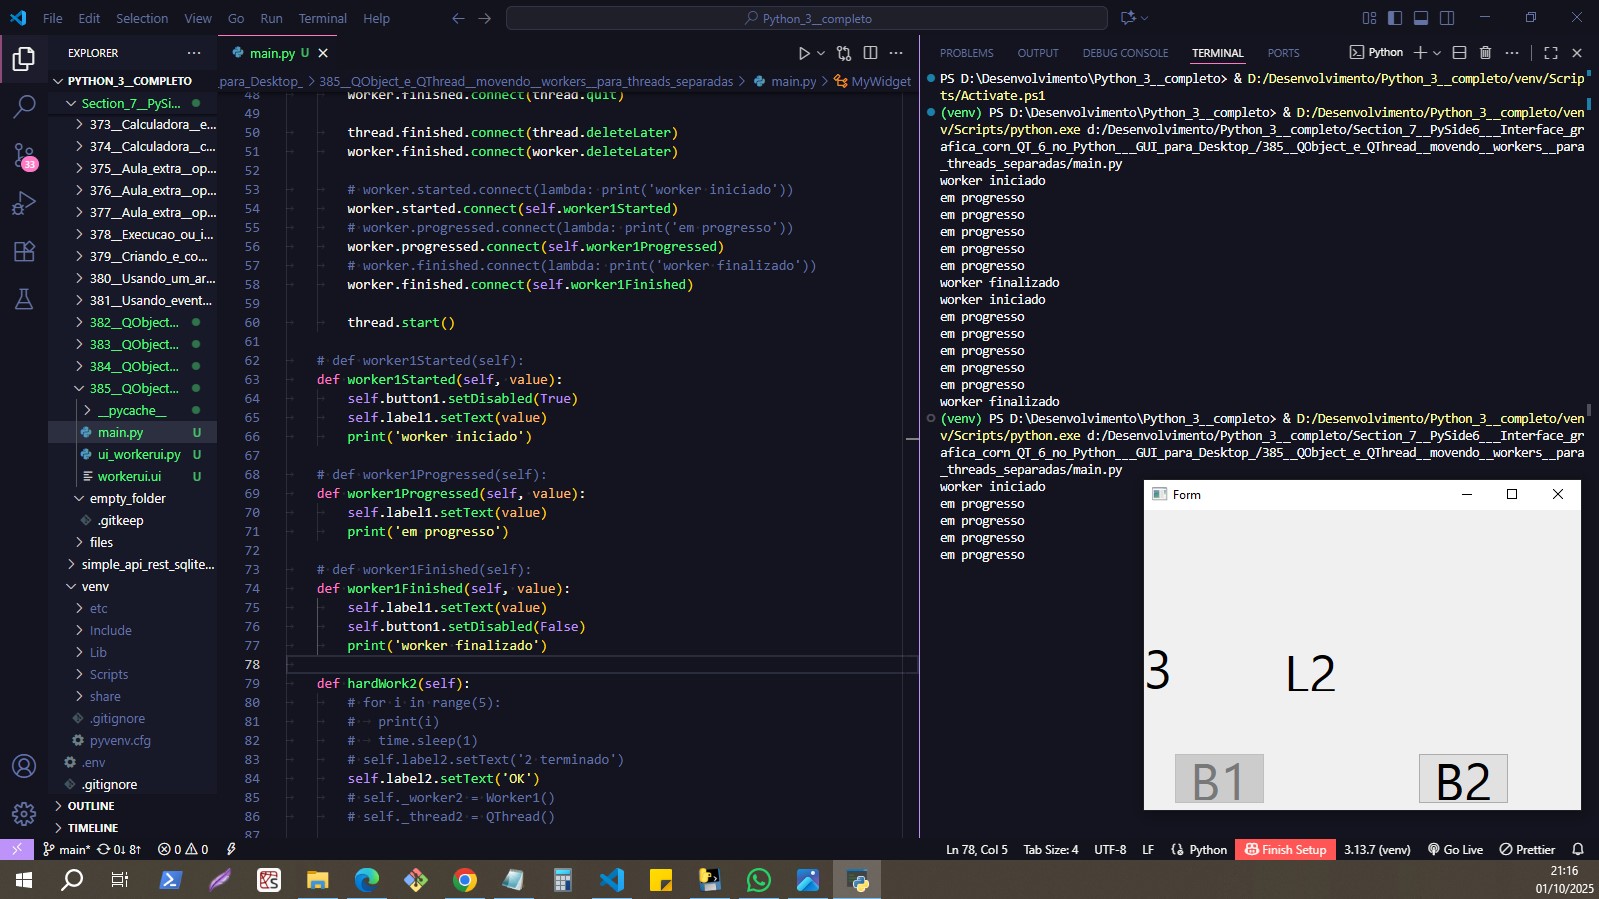 File Edit Selection View Go Run Terminal Help
Python_3__completo
EXPLORER
PYTHON_3__COMPLETO
Section_7__PySi...
373__Calculadora__e...
374__Calculadora__c...
375__Aula_extra__op...
376__Aula_extra__op...
377__Aula_extra__op...
378__Execucao_ou_i...
379__Criando_e_co...
380__Usando_um_ar...
381__Usando_event...
382__QObject...
383__QObject...
384__QObject...
385__QObject...
__pycache__
main.py U
ui_workerui.py U
workerui.ui U
empty_folder
.gitkeep
files
simple_api_rest_sqlite...
venv
etc
Include
Lib
Scripts
share
.gitignore
pyvenv.cfg
.env
.gitignore
OUTLINE
TIMELINE
33
main.py U
para_Desktop_ > 385__QObject_e_QThread__movendo__workers__para_threads_separadas > main.py > MyWidget
48 worker.finished.connect(thread.quit)
49
50 thread.finished.connect(thread.deleteLater)
51 worker.finished.connect(worker.deleteLater)
52
53 # worker.started.connect(lambda: print('worker iniciado'))
54 worker.started.connect(self.worker1Started)
55 # worker.progressed.connect(lambda: print('em progresso'))
56 worker.progressed.connect(self.worker1Progressed)
57 # worker.finished.connect(lambda: print('worker finalizado'))
58 worker.finished.connect(self.worker1Finished)
59
60 thread.start()
61
62 # def worker1Started(self):
63 def worker1Started(self, value):
64 self.button1.setDisabled(True)
65 self.label1.setText(value)
66 print('worker iniciado')
67
68 # def worker1Progressed(self):
69 def worker1Progressed(self, value):
70 self.label1.setText(value)
71 print('em progresso')
72
73 # def worker1Finished(self):
74 def worker1Finished(self, value):
75 self.label1.setText(value)
76 self.button1.setDisabled(False)
77 print('worker finalizado')
78
79 def hardWork2(self):
80 # for i in range(5):
81 # print(i)
82 # time.sleep(1)
83 # self.label2.setText('2 terminado')
84 self.label2.setText('OK')
85 # self._worker2 = Worker1()
86 # self._thread2 = QThread()
87
PROBLEMS OUTPUT DEBUG CONSOLE TERMINAL PORTS
Python
PS D:\Desenvolvimento\Python_3__completo> & D:/Desenvolvimento/Python_3__completo/venv/Scrip
ts/Activate.ps1
(venv) PS D:\Desenvolvimento\Python_3__completo> & D:/Desenvolvimento/Python_3__completo/ven
v/Scripts/python.exe d:/Desenvolvimento/Python_3__completo/Section_7__PySide6___Interface_gr
afica_corn_QT_6_no_Python___GUI_para_Desktop_/385__QObject_e_QThread__movendo__workers__para
_threads_separadas/main.py
worker iniciado
em progresso
em progresso
em progresso
em progresso
em progresso
worker finalizado
worker iniciado
em progresso
em progresso
em progresso
em progresso
em progresso
worker finalizado
(venv) PS D:\Desenvolvimento\Python_3__completo> & D:/Desenvolvimento/Python_3__completo/ven
v/Scripts/python.exe d:/Desenvolvimento/Python_3__completo/Section_7__PySide6___Interface_gr
afica_corn_QT_6_no_Python___GUI_para_Desktop_/385__QObject_e_QThread__movendo__workers__para
_threads_separadas/main.py
worker iniciado
em progresso
em progresso
em progresso
em progresso
Form
3 L2
B1 B2
main* 0↓ 8↑ 0 0
Ln 78, Col 5 Tab Size: 4 UTF-8 LF Python Finish Setup 3.13.7 (venv) Go Live Prettier
21:16
01/10/2025